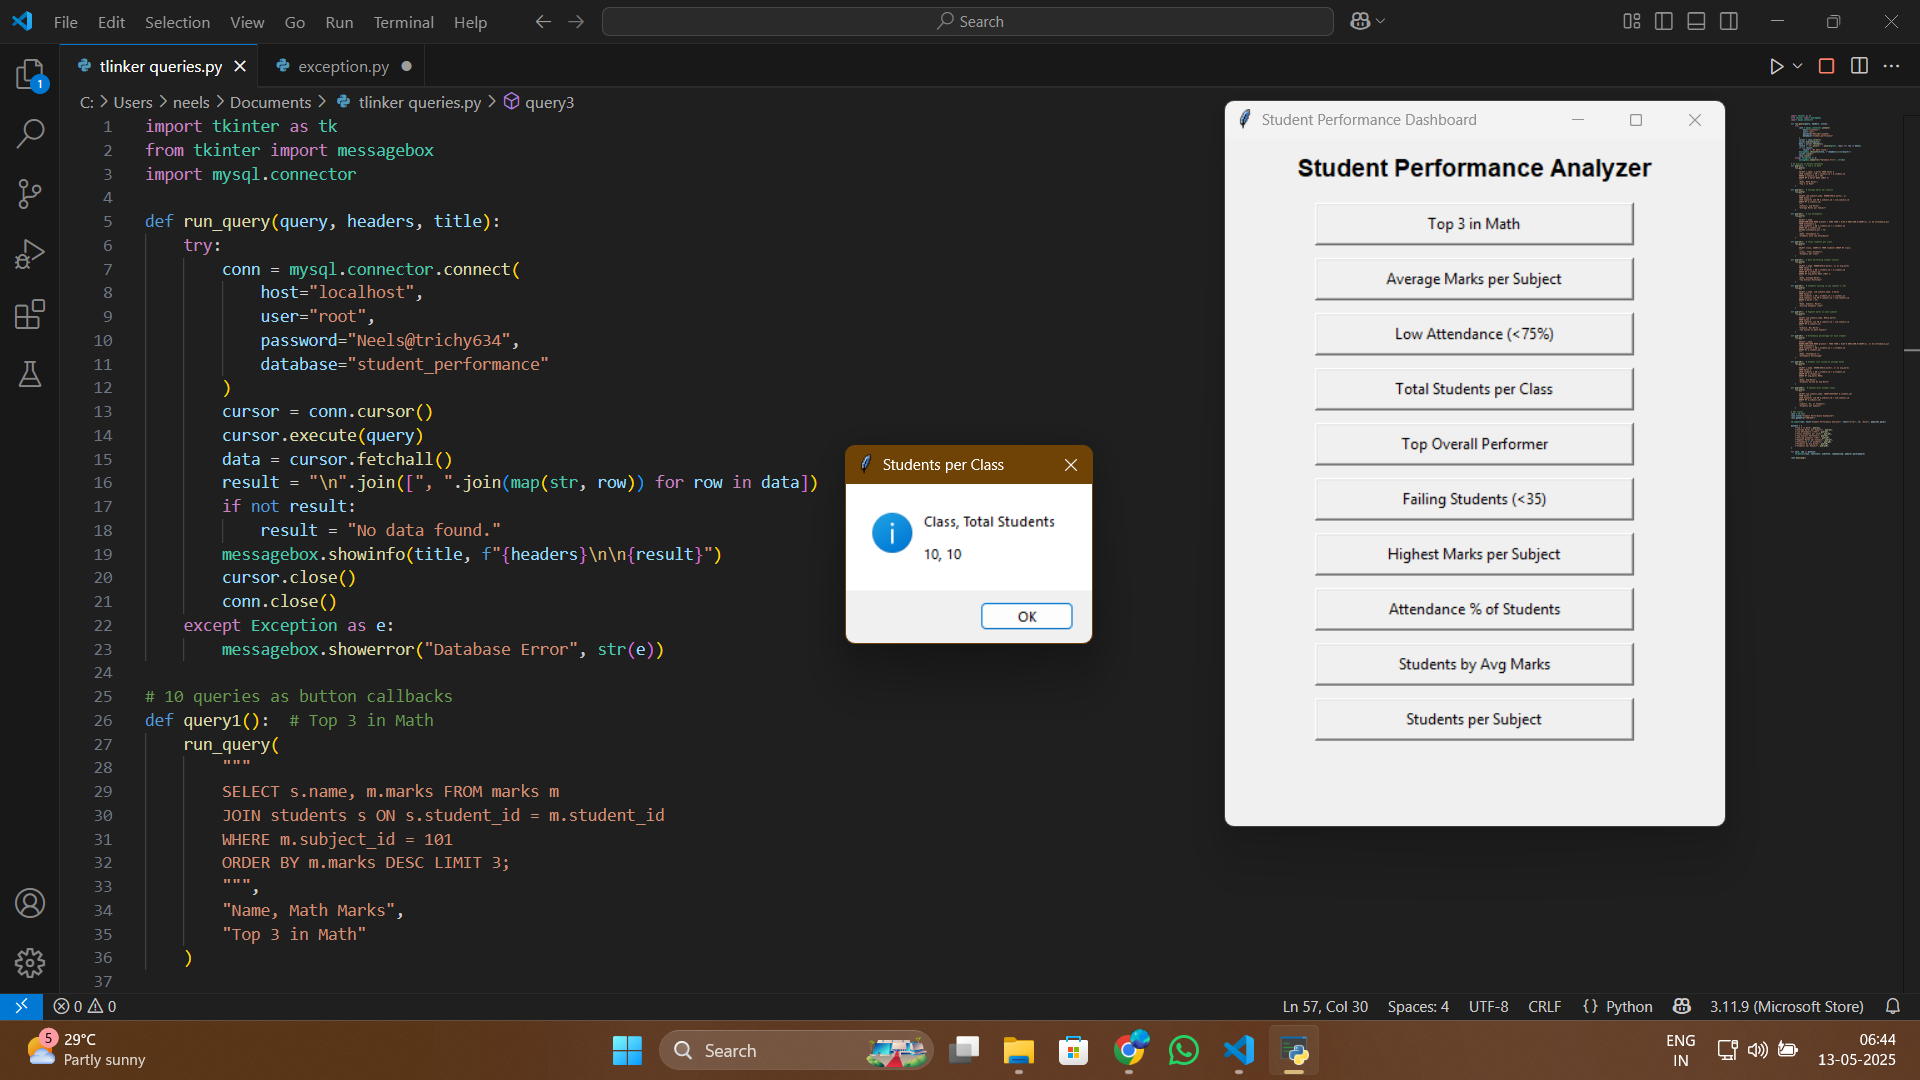 File Edit Selection View Go Run Terminal Help
Search
tlinker queries.py
exception.py
1
C: > Users > neels > Documents > tlinker queries.py > query3
1 import tkinter as tk
2 from tkinter import messagebox
3 import mysql.connector
4
5 def run_query(query, headers, title):
6 try:
7 conn = mysql.connector.connect(
8 host="localhost",
9 user="root",
10 password="Neels@trichy634",
11 database="student_performance"
12 )
13 cursor = conn.cursor()
14 cursor.execute(query)
15 data = cursor.fetchall()
16 result = "\n".join([", ".join(map(str, row)) for row in data])
17 if not result:
18 result = "No data found."
19 messagebox.showinfo(title, f"{headers}\n\n{result}")
20 cursor.close()
21 conn.close()
22 except Exception as e:
23 messagebox.showerror("Database Error", str(e))
24
25 # 10 queries as button callbacks
26 def query1(): # Top 3 in Math
27 run_query(
28 """
29 SELECT s.name, m.marks FROM marks m
30 JOIN students s ON s.student_id = m.student_id
31 WHERE m.subject_id = 101
32 ORDER BY m.marks DESC LIMIT 3;
33 """,
34 "Name, Math Marks",
35 "Top 3 in Math"
36 )
37
Students per Class
Class, Total Students
10, 10
OK
Student Performance Dashboard
Student Performance Analyzer
Top 3 in Math
Average Marks per Subject
Low Attendance (<75%)
Total Students per Class
Top Overall Performer
Failing Students (<35)
Highest Marks per Subject
Attendance % of Students
Students by Avg Marks
Students per Subject
0 0
Ln 57, Col 30 Spaces: 4 UTF-8 CRLF {} Python 3.11.9 (Microsoft Store)
5
29°C
Partly sunny
Search
ENG
IN
06:44
13-05-2025